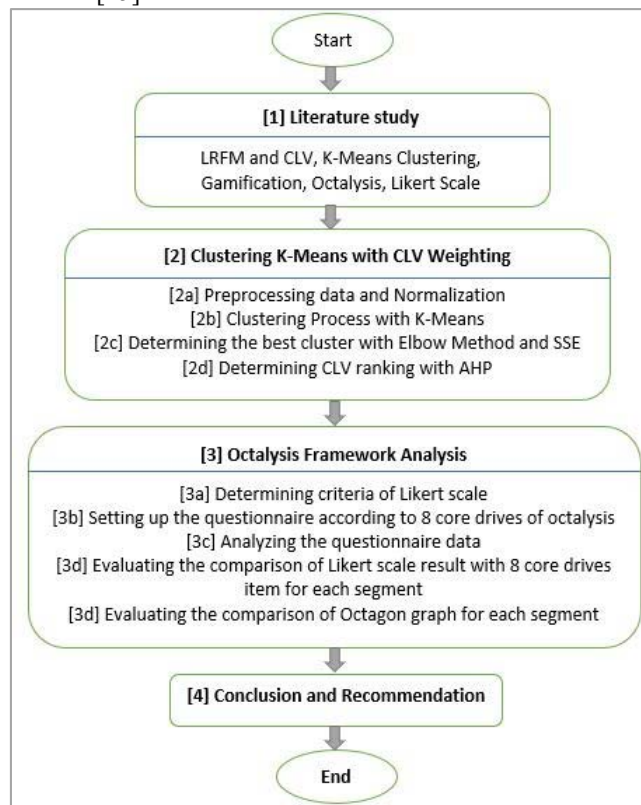 Start
[1] Literature study
LRFM and CLV, K-Means Clustering,
Gamification, Octalysis, Likert Scale
[2] Clustering K-Means with CLV Weighting
[2a] Preprocessing data and Normalization
[2b] Clustering Process with K-Means
[2c] Determining the best cluster with Elbow Method and SSE
[2d] Determining CLV ranking with AHP
[3] Octalysis Framework Analysis
[3a] Determining criteria of Likert scale
[3b] Setting up the questionnaire according to 8 core drives of octalysis
[3c] Analyzing the questionnaire data
[3d] Evaluating the comparison of Likert scale result with 8 core drives
item for each segment
[3d] Evaluating the comparison of Octagon graph for each segment
[4] Conclusion and Recommendation
End